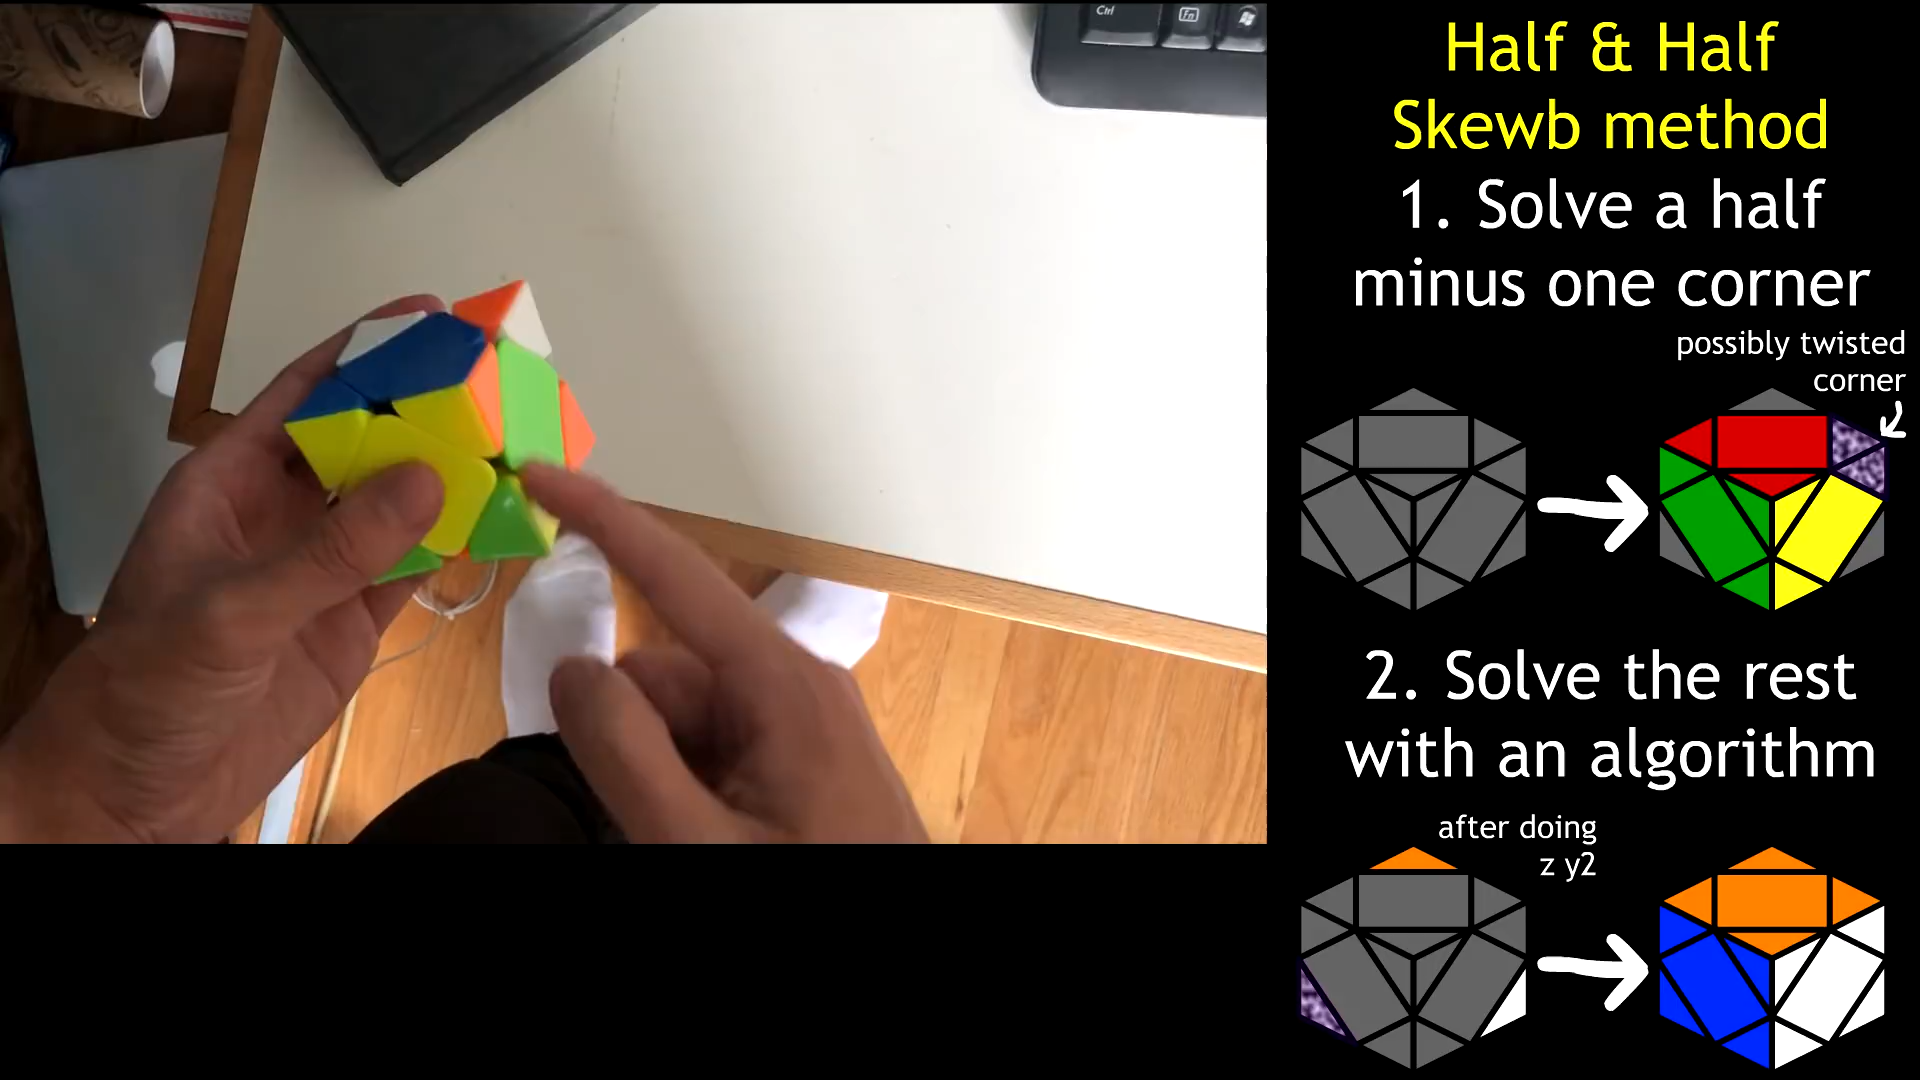 Ctrl
Fn
Half & Half
Skewb method
1. Solve a half
minus one corner
possibly twisted
corner
2. Solve the rest
with an algorithm
after doing
z y2